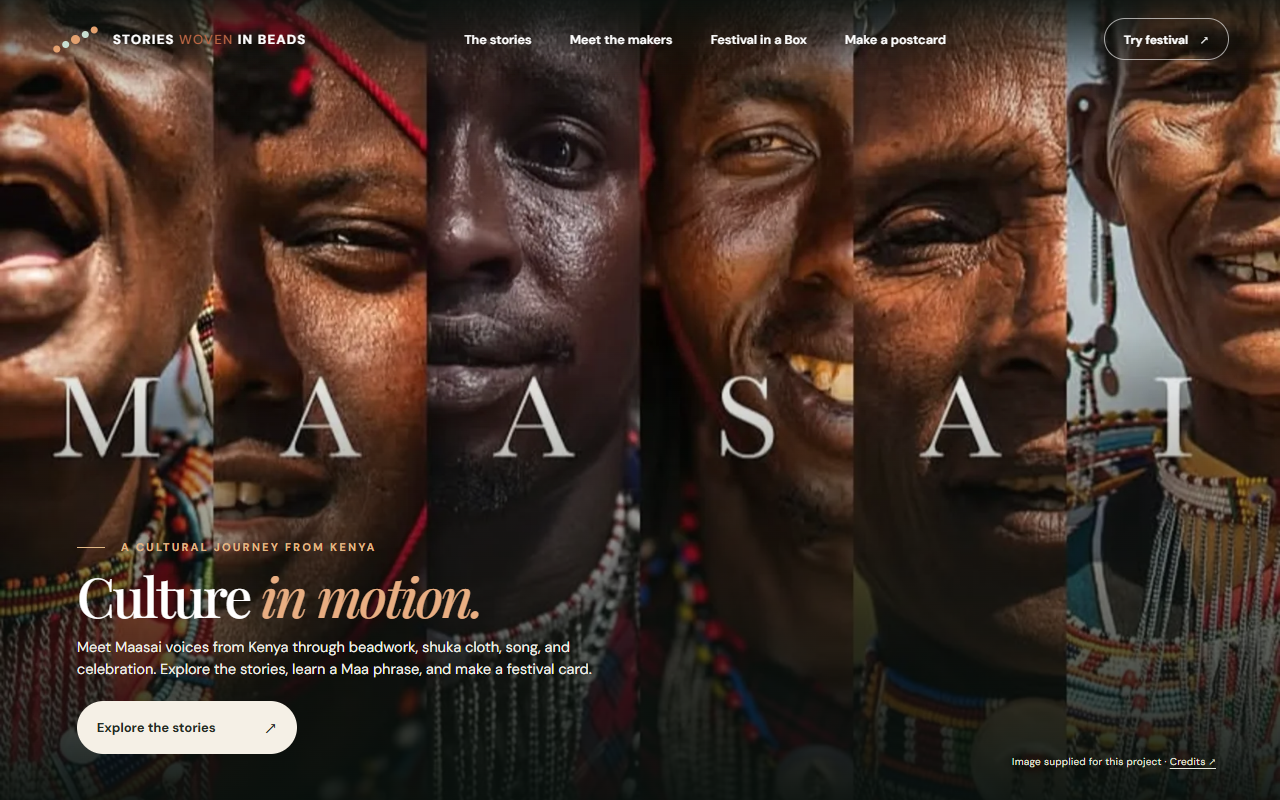 STORIES WOVEN IN BEADS
The stories
Meet the makers
Festival in a Box
Make a postcard
Try festival ↗
M A A S A I
A CULTURAL JOURNEY FROM KENYA
Culture in motion.
Meet Maasai voices from Kenya through beadwork, shuka cloth, song, and
celebration. Explore the stories, learn a Maa phrase, and make a festival card.
Explore the stories ↗
Image supplied for this project · Credits ↗